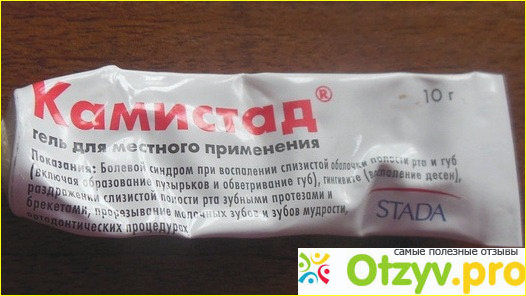 Камистад®
10 г
гель для местного применения
Показания: Болевой синдром при воспалении слизистой оболочки полости рта и губ
(включая образование пузырьков и обветривание губ), гингивите (воспаление десен),
раздражении слизистой полости рта зубными протезами и
брекетами, прорезывание молочных зубов и зубов мудрости,
процедурах
STADA
самые полезные отзывы
Otzyv.pro